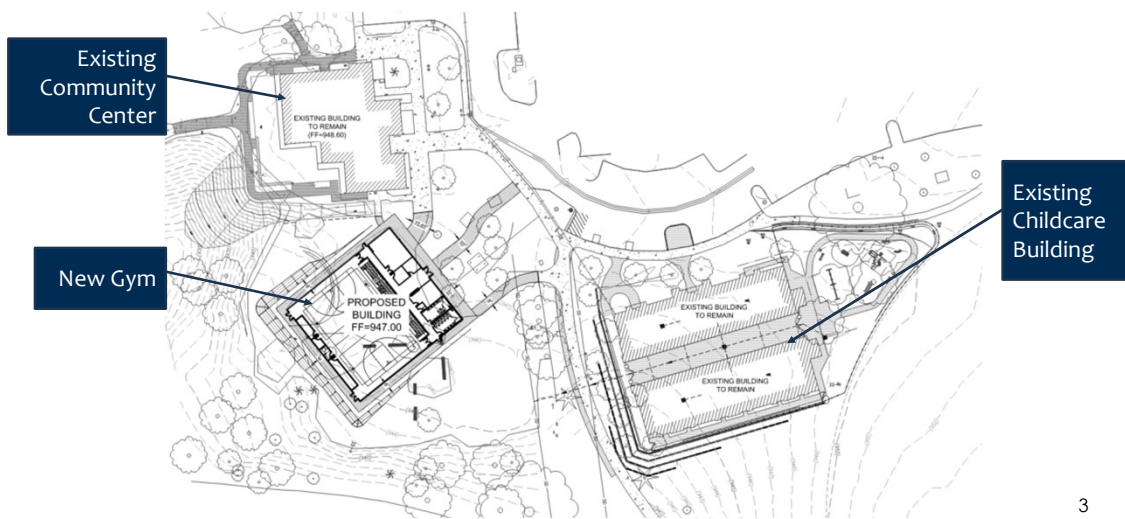 Existing
Community
Center
EXISTING BUILDING
TO REMAIN
(FF=948.60)
New Gym
PROPOSED
BUILDING
FF=947.00
Existing
Childcare
Building
EXISTING BUILDING
TO REMAIN
EXISTING BUILDING
TO REMAIN
3